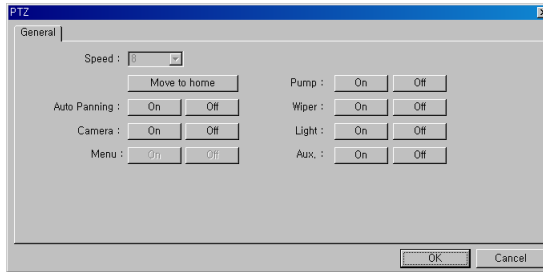 PTZ
General
Speed : 8
Move to home Pump : On Off
Auto Panning : On Off Wiper : On Off
Camera : On Off Light : On Off
Menu : On Off Aux. : On Off
OK Cancel